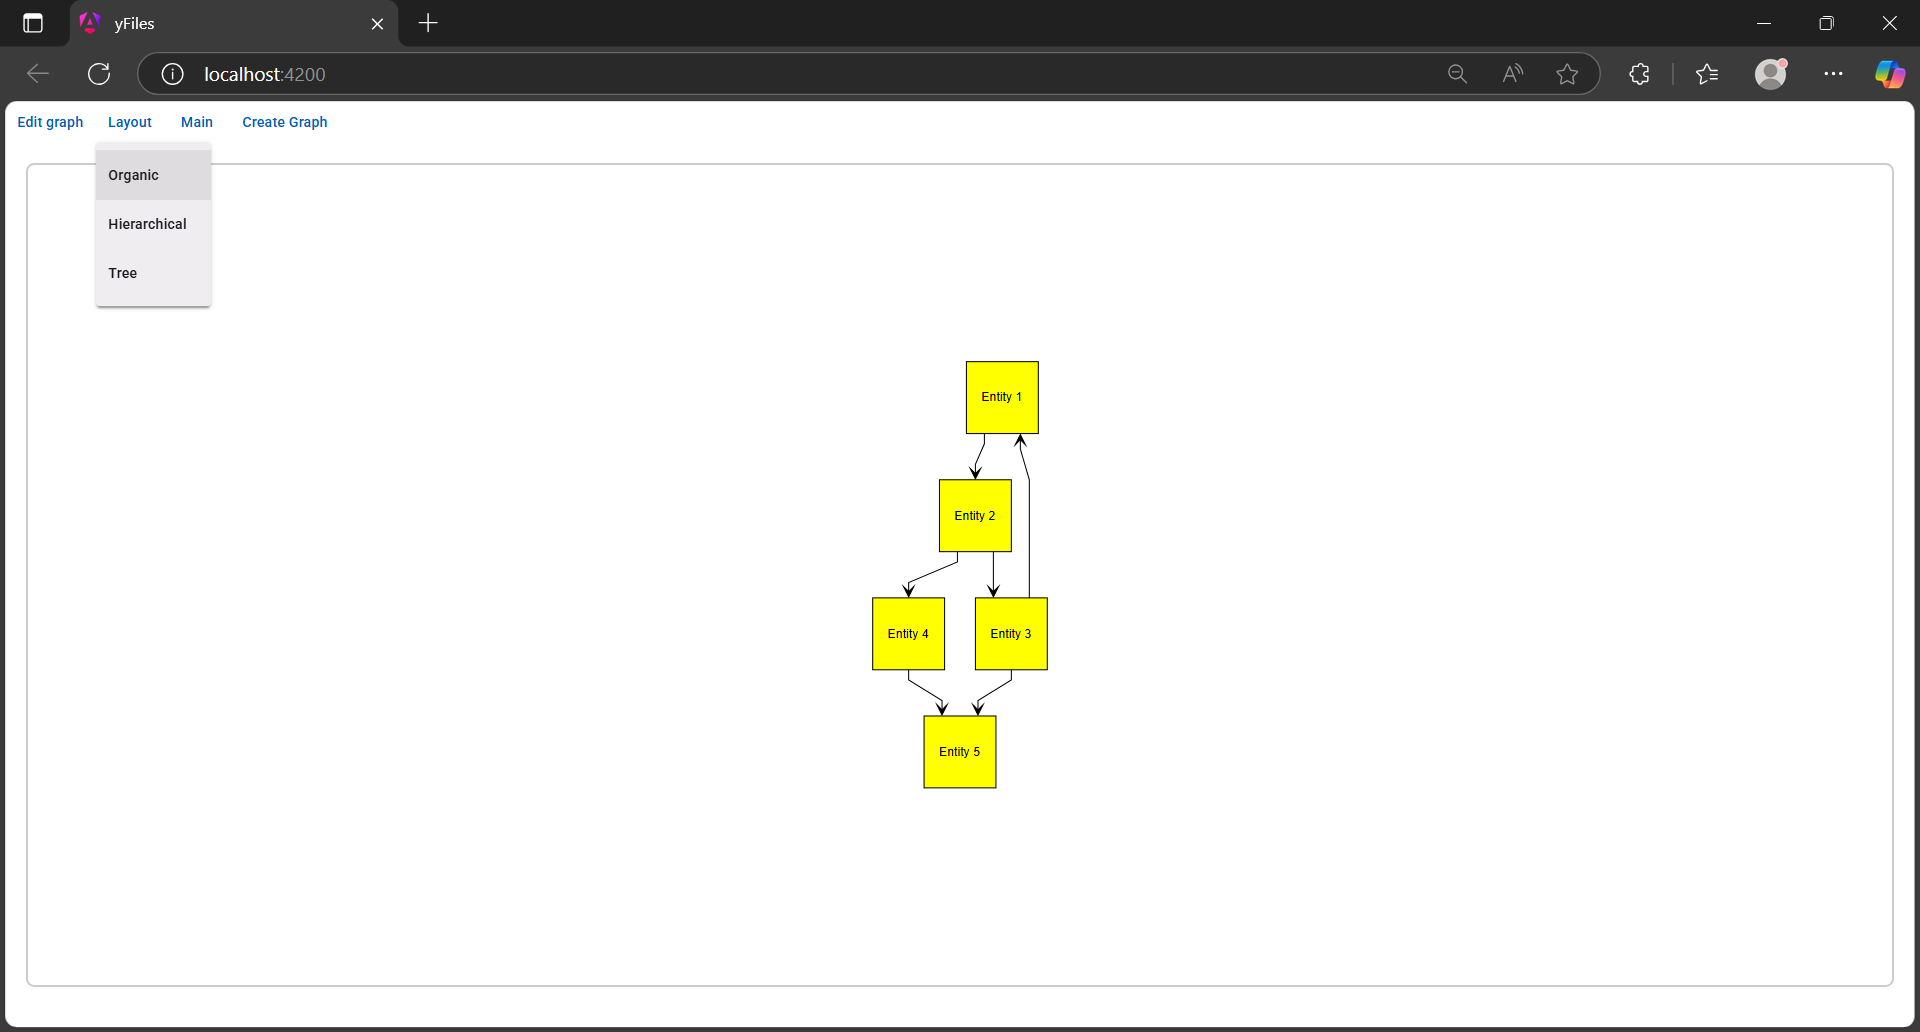 yFiles
localhost:4200
Edit graph Layout Main Create Graph
Organic
Hierarchical
Tree
Entity 1
Entity 2
Entity 4 Entity 3
Entity 5